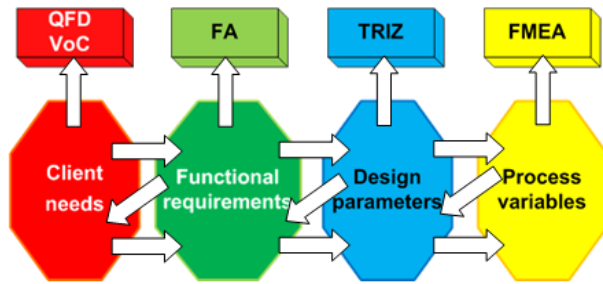 QFD
VoC
FA
TRIZ
FMEA
Client
needs
Functional
requirements
Design
parameters
Process
variables